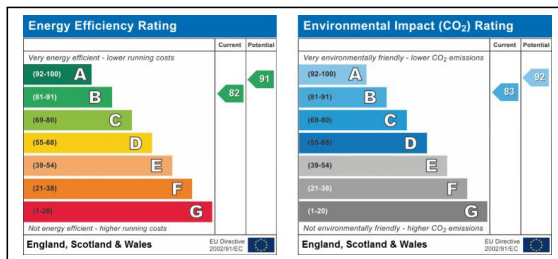 Energy Efficiency Rating
Current Potential
Very energy efficient - lower running costs
(92-100) A
(81-91) B
(69-80) C
(55-68) D
(39-54) E
(21-38) F
(1-20) G
82
91
Not energy efficient - higher running costs
England, Scotland & Wales
EU Directive
2002/91/EC
Environmental Impact (CO2) Rating
Current Potential
Very environmentally friendly - lower CO2 emissions
(92-100) A
(81-91) B
(69-80) C
(55-68) D
(39-54) E
(21-38) F
(1-20) G
83
92
Not environmentally friendly - higher CO2 emissions
England, Scotland & Wales
EU Directive
2002/91/EC